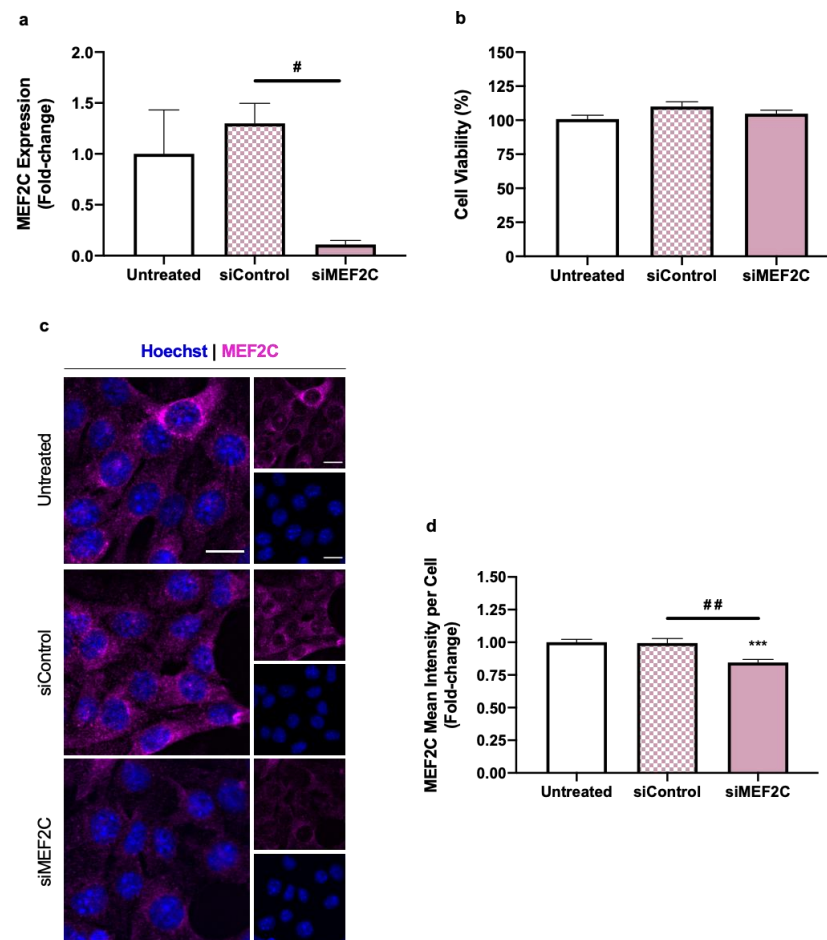 a
MEF2C Expression
(Fold-change)
2.0
1.5
1.0
0.5
0.0
#
Untreated
siControl
siMEF2C
b
Cell Viability (%)
150
125
100
75
50
25
0
Untreated
siControl
siMEF2C
c
Hoechst | MEF2C
Untreated
siControl
siMEF2C
d
MEF2C Mean Intensity per Cell
(Fold-change)
1.50
1.25
1.00
0.75
0.50
0.25
0.00
##
***
Untreated
siControl
siMEF2C